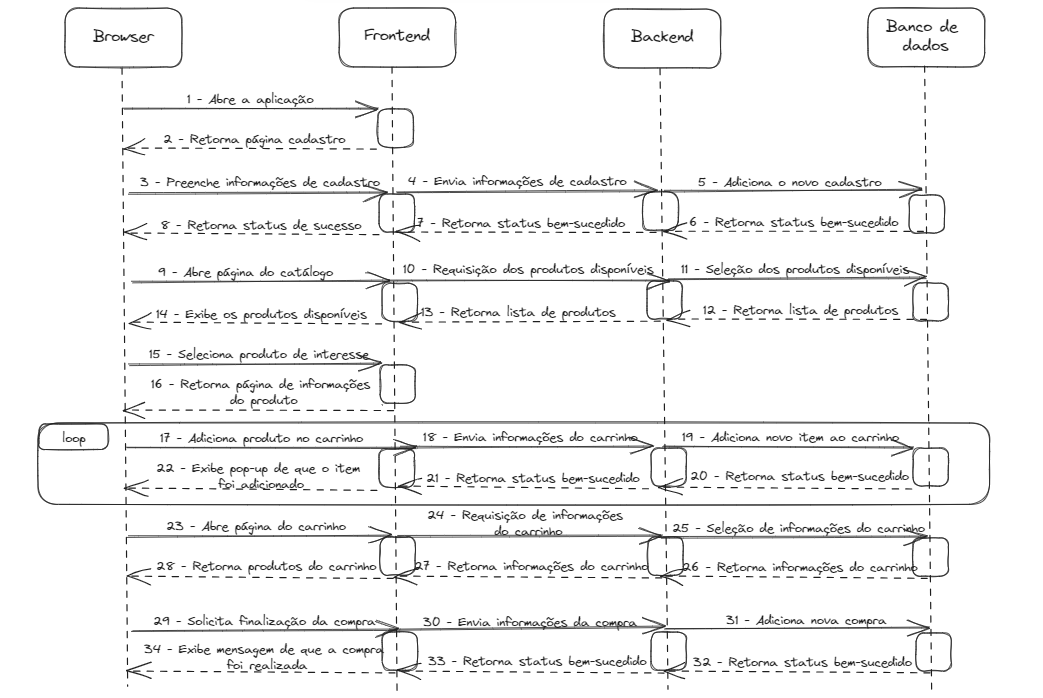 Browser
Frontend
Backend
Banco de
dados
1 - Abre a aplicação
2 - Retorna página cadastro
3 - Preenche informações de cadastro
4 - Envia informações de cadastro
5 - Adiciona o novo cadastro
8 - Retorna status de sucesso
7 - Retorna status bem-sucedido
6 - Retorna status bem-sucedido
9 - Abre página do catálogo
10 - Requisição dos produtos disponíveis
11 - Seleção dos produtos disponíveis
14 - Exibe os produtos disponíveis
13 - Retorna lista de produtos
12 - Retorna lista de produtos
15 - Seleciona produto de interesse
16 - Retorna página de informações
do produto
loop
17 - Adiciona produto no carrinho
18 - Envia informações do carrinho
19 - Adiciona novo item ao carrinho
22 - Exibe pop-up de que o item
foi adicionado
21 - Retorna status bem-sucedido
20 - Retorna status bem-sucedido
23 - Abre página do carrinho
24 - Requisição de informações
do carrinho
25 - Seleção de informações do carrinho
28 - Retorna produtos do carrinho
27 - Retorna informações do carrinho
26 - Retorna informações do carrinho
29 - Solicita finalização da compra
30 - Envia informações da compra
31 - Adiciona nova compra
34 - Exibe mensagem de que a compra
foi realizada
33 - Retorna status bem-sucedido
32 - Retorna status bem-sucedido